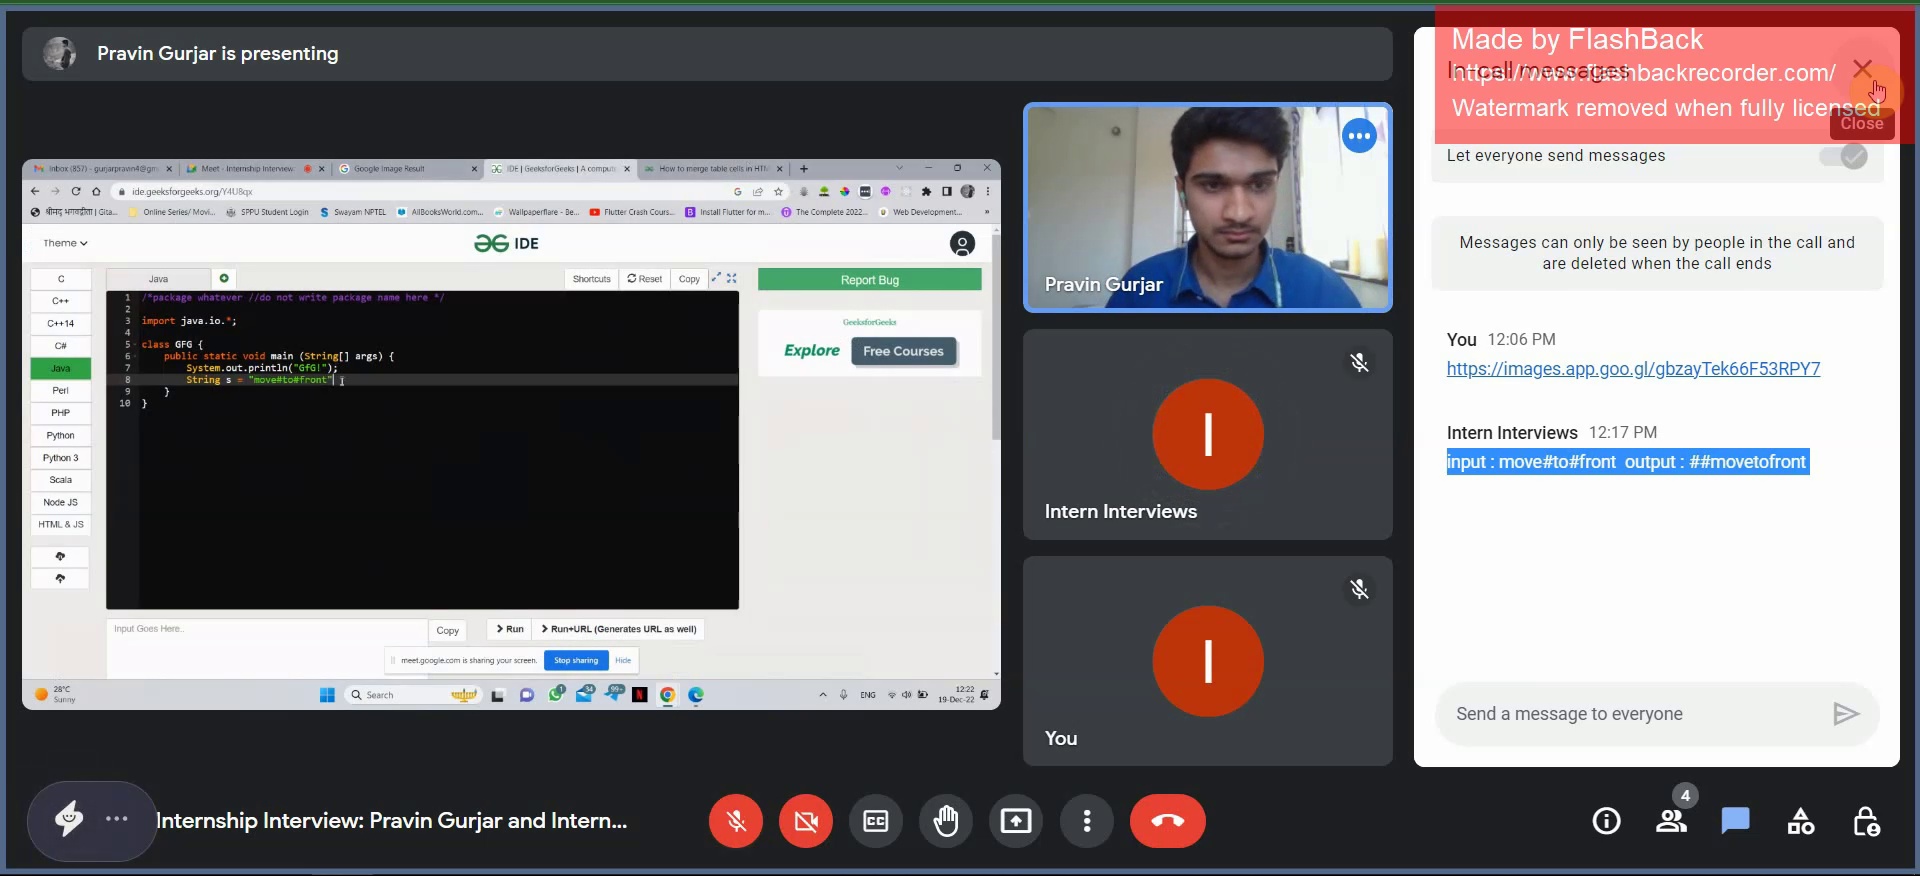 Pravin Gurjar is presenting
Made by FlashBack
In-call messages
https://www.flashbackrecorder.com/
Watermark removed when fully licensed
Close
Let everyone send messages
Messages can only be seen by people in the call and
are deleted when the call ends
You 12:06 PM
https://images.app.goo.gl/gbzayTek66F53RPY7
Intern Interviews 12:17 PM
input : move#to#front output : ##movetofront
Send a message to everyone
Inbox (857) - gurjarpravin4@gm
Meet - Internship Interview
Google Image Result
IDE | GeeksforGeeks | A compute
How to merge table cells in HTM
ide.geeksforgeeks.org/Y4U8qx
श्रीमद् भगवद्गीता | Gita...
Online Series/ Movi...
SPPU Student Login
Swayam NPTEL
AllBooksWorld.com...
Wallpaperflare - Be...
Flutter Crash Cours...
Install Flutter for m...
The Complete 2022...
Web Development...
»
Theme
IDE
C
C++
C++14
C#
Java
Perl
PHP
Python
Python 3
Scala
Node JS
HTML & JS
Java
Shortcuts
Reset
Copy
1 /*package whatever //do not write package name here */
2
3 import java.io.*;
4
5 class GFG {
6 public static void main (String[] args) {
7 System.out.println("GfG!");
8 String s = "move#to#front"
9 }
10 }
Report Bug
GeeksforGeeks
Explore
Free Courses
Input Goes Here..
Copy
Run
Run+URL (Generates URL as well)
meet.google.com is sharing your screen.
Stop sharing
Hide
28°C
Sunny
Search
1
34
99+
N
ENG
12:22
19-Dec-22
Pravin Gurjar
I
Intern Interviews
I
You
Internship Interview: Pravin Gurjar and Intern...
4